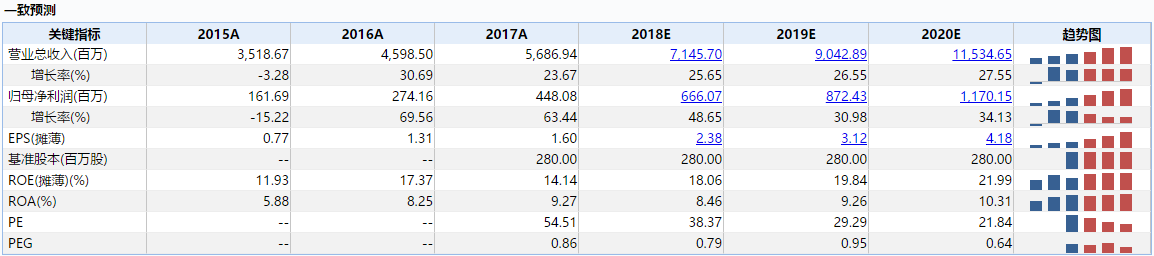 一致预测
关键指标 2015A 2016A 2017A 2018E 2019E 2020E 趋势图
营业总收入(百万) 3,518.67 4,598.50 5,686.94 7,145.70 9,042.89 11,534.65
增长率(%) -3.28 30.69 23.67 25.65 26.55 27.55
归母净利润(百万) 161.69 274.16 448.08 666.07 872.43 1,170.15
增长率(%) -15.22 69.56 63.44 48.65 30.98 34.13
EPS(摊薄) 0.77 1.31 1.60 2.38 3.12 4.18
基准股本(百万股) -- -- 280.00 280.00 280.00 280.00
ROE(摊薄)(%) 11.93 17.37 14.14 18.06 19.84 21.99
ROA(%) 5.88 8.25 9.27 8.46 9.26 10.31
PE -- -- 54.51 38.37 29.29 21.84
PEG -- -- 0.86 0.79 0.95 0.64